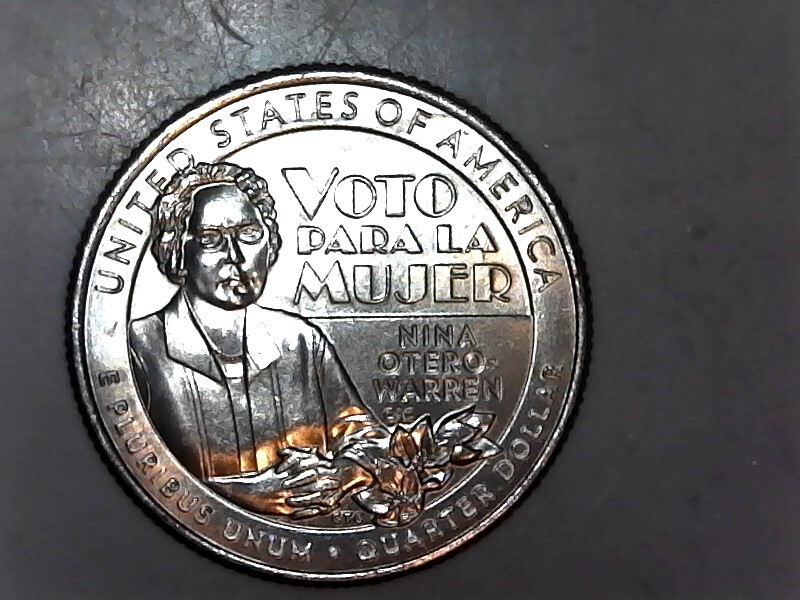 UNITED STATES OF AMERICA
VOTO
PARA LA
MUJER
NINA
OTERO-
WARREN
E PLURIBUS UNUM • QUARTER DOLLAR